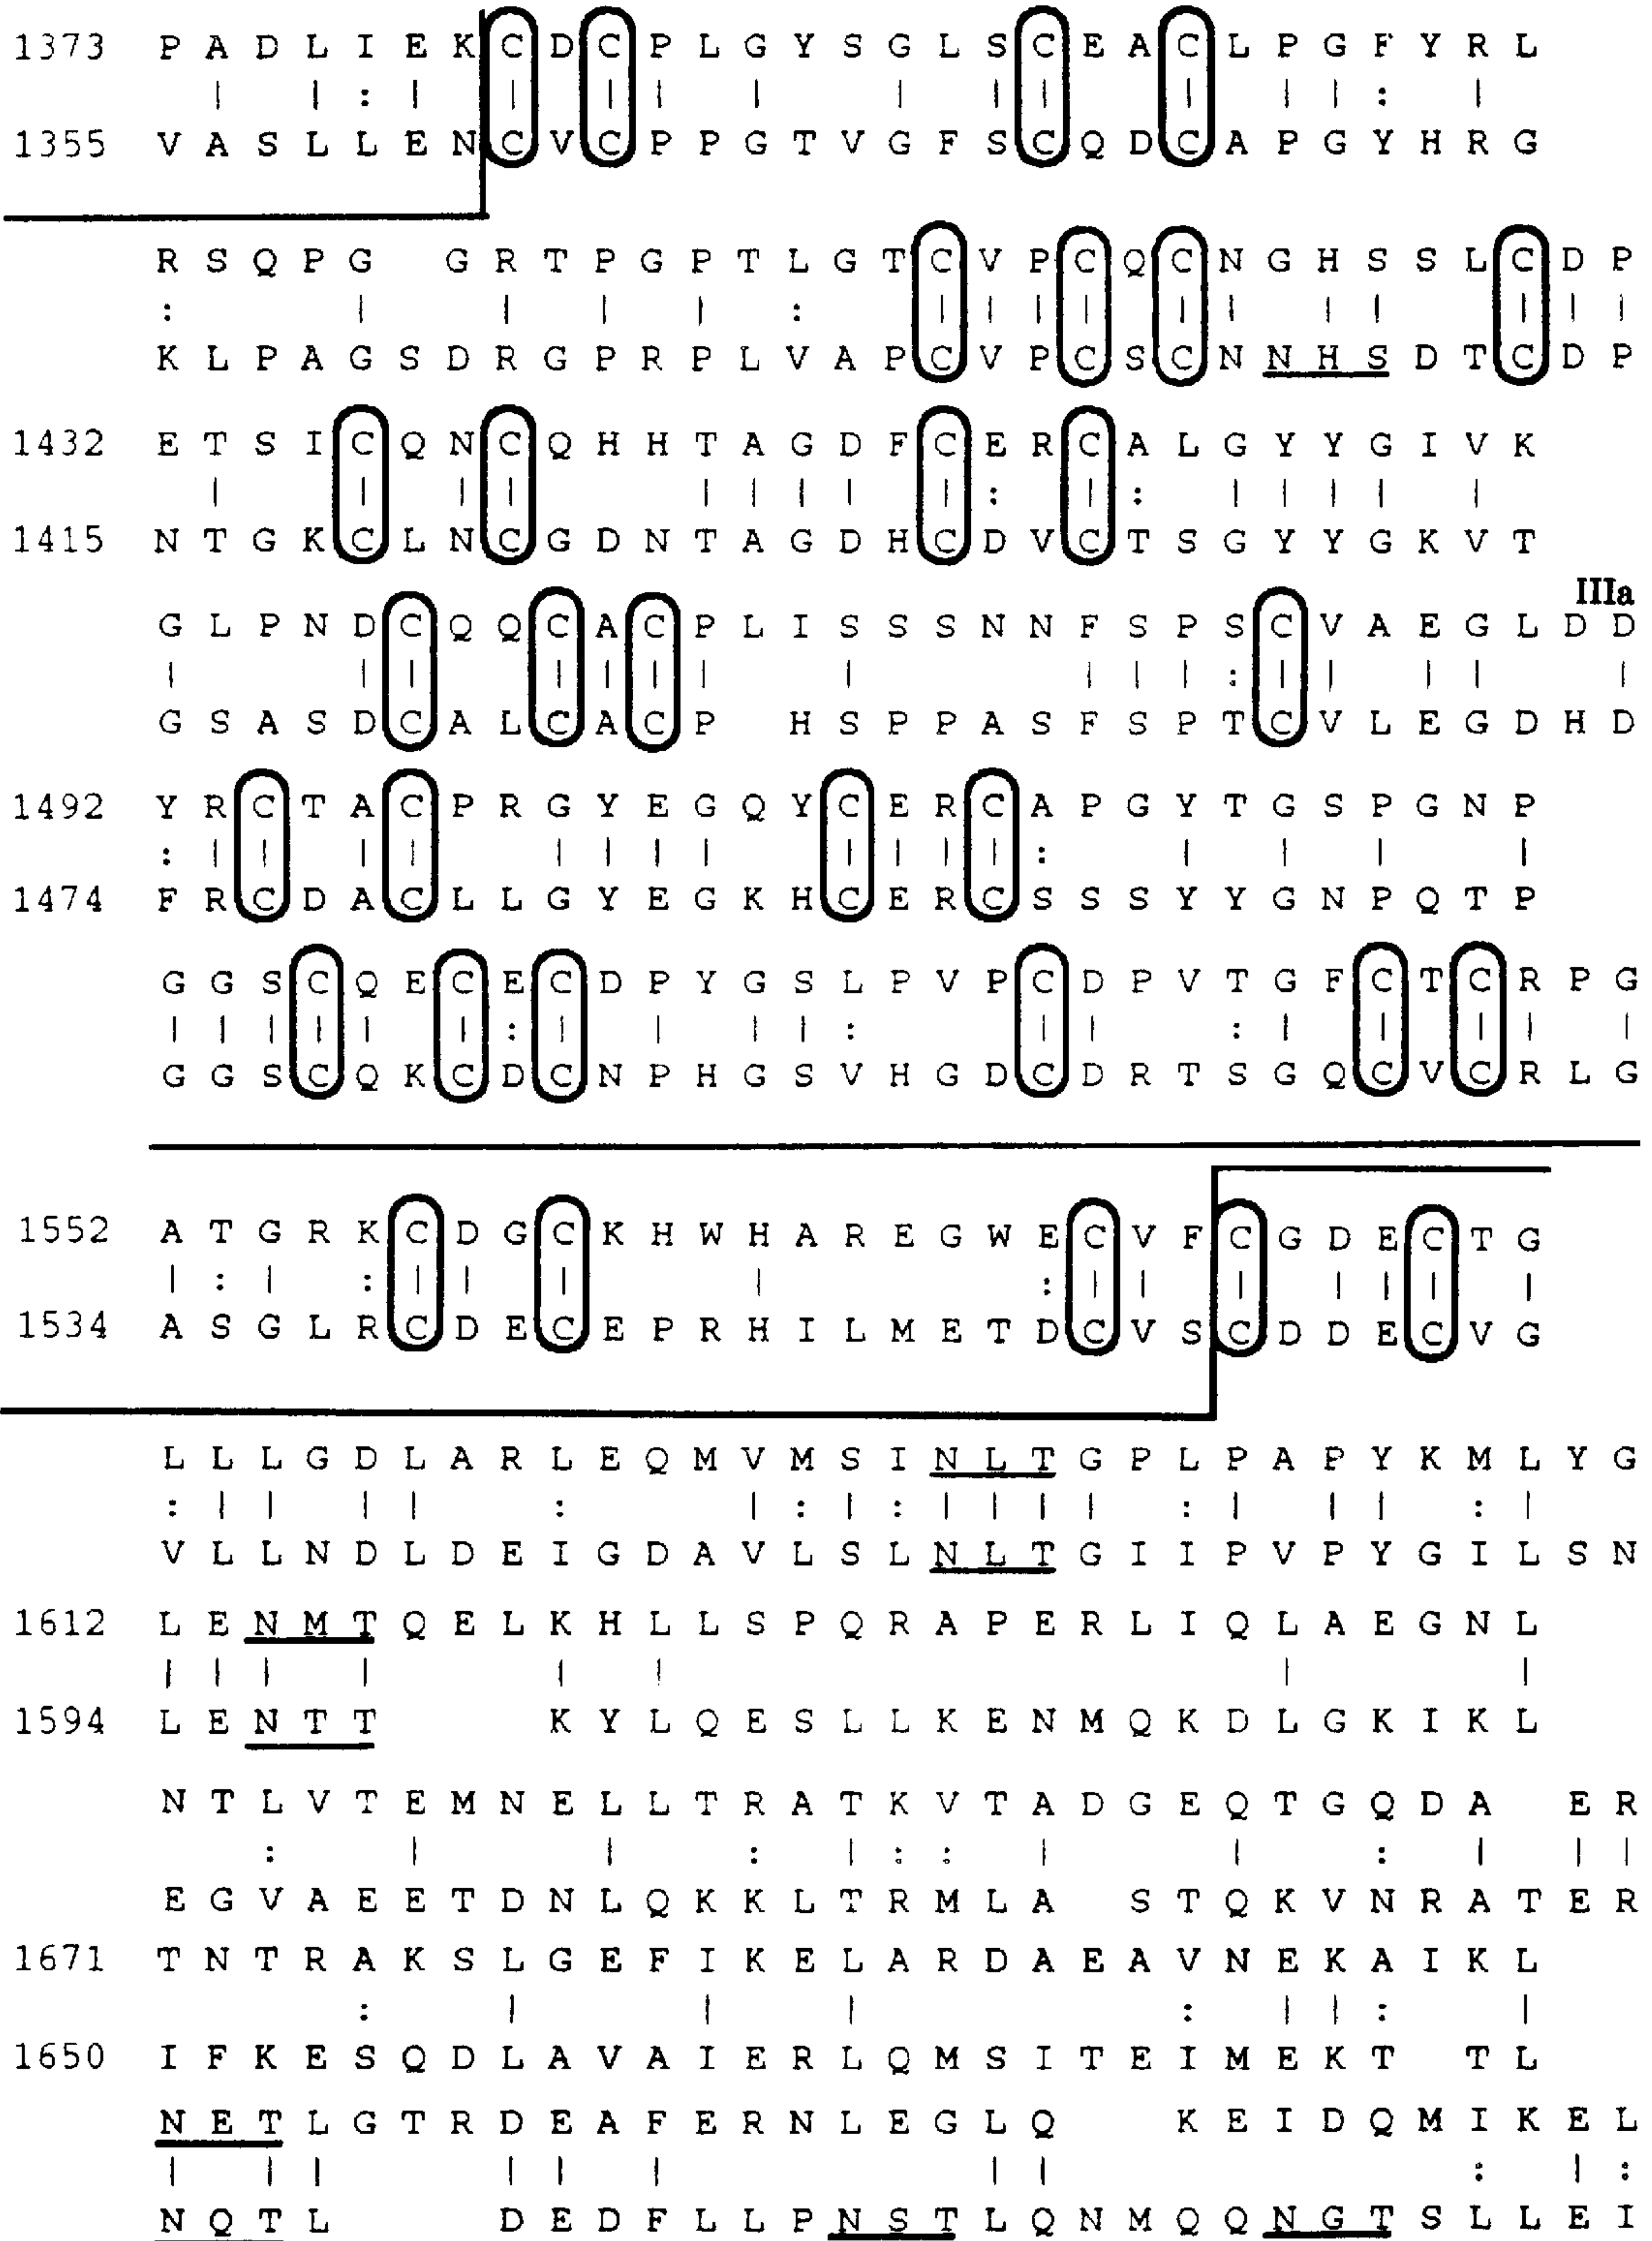 1373 P A D L I E K C D C P L G Y S G L S C E A C L P G F Y R L
| | : | | | | | | | | | | | : |
1355 V A S L L E N C V C P P G T V G F S C Q D C A P G Y H R G
R S Q P G G R T P G P T L G T C V P C Q C N G H S S L C D P
: | | | | : | | | | | | | | | | |
K L P A G S D R G P R P L V A P C V P C S C N N H S D T C D P
1432 E T S I C Q N C Q H H T A G D F C E R C A L G Y Y G I V K
| | | | | | | | | : | : | | | | |
1415 N T G K C L N C G D N T A G D H C D V C T S G Y Y G K V T
IIIa
G L P N D C Q Q C A C P L I S S S N N F S P S C V A E G L D D
| | | | | | | | | | | : | | | | |
G S A S D C A L C A C P H S P P A S F S P T C V L E G D H D
1492 Y R C T A C P R G Y E G Q Y C E R C A P G Y T G S P G N P
: | | | | | | | | | | | | : | | | |
1474 F R C D A C L L G Y E G K H C E R C S S S Y Y G N P Q T P
G G S C Q E C E C D P Y G S L P V P C D P V T G F C T C R P G
| | | | | | : | | | | : | | : | | | | |
G G S C Q K C D C N P H G S V H G D C D R T S G Q C V C R L G
1552 A T G R K C D G C K H W H A R E G W E C V F C G D E C T G
| : | : | | | | : | | | | | | |
1534 A S G L R C D E C E P R H I L M E T D C V S C D D E C V G
L L L G D L A R L E Q M V M S I N L T G P L P A P Y K M L Y G
: | | | | : | : | : | | | | : | | | : |
V L L N D L D E I G D A V L S L N L T G I I P V P Y G I L S N
1612 L E N M T Q E L K H L L S P Q R A P E R L I Q L A E G N L
| | | | | | | |
1594 L E N T T K Y L Q E S L L K E N M Q K D L G K I K L
N T L V T E M N E L L T R A T K V T A D G E Q T G Q D A E R
: | | : | : : | | : | | |
E G V A E E T D N L Q K K L T R M L A S T Q K V N R A T E R
1671 T N T R A K S L G E F I K E L A R D A E A V N E K A I K L
: | | | : | | : |
1650 I F K E S Q D L A V A I E R L Q M S I T E I M E K T T L
N E T L G T R D E A F E R N L E G L Q K E I D Q M I K E L
| | | | | | | | : | :
N Q T L D E D F L L P N S T L Q N M Q Q N G T S L L E I